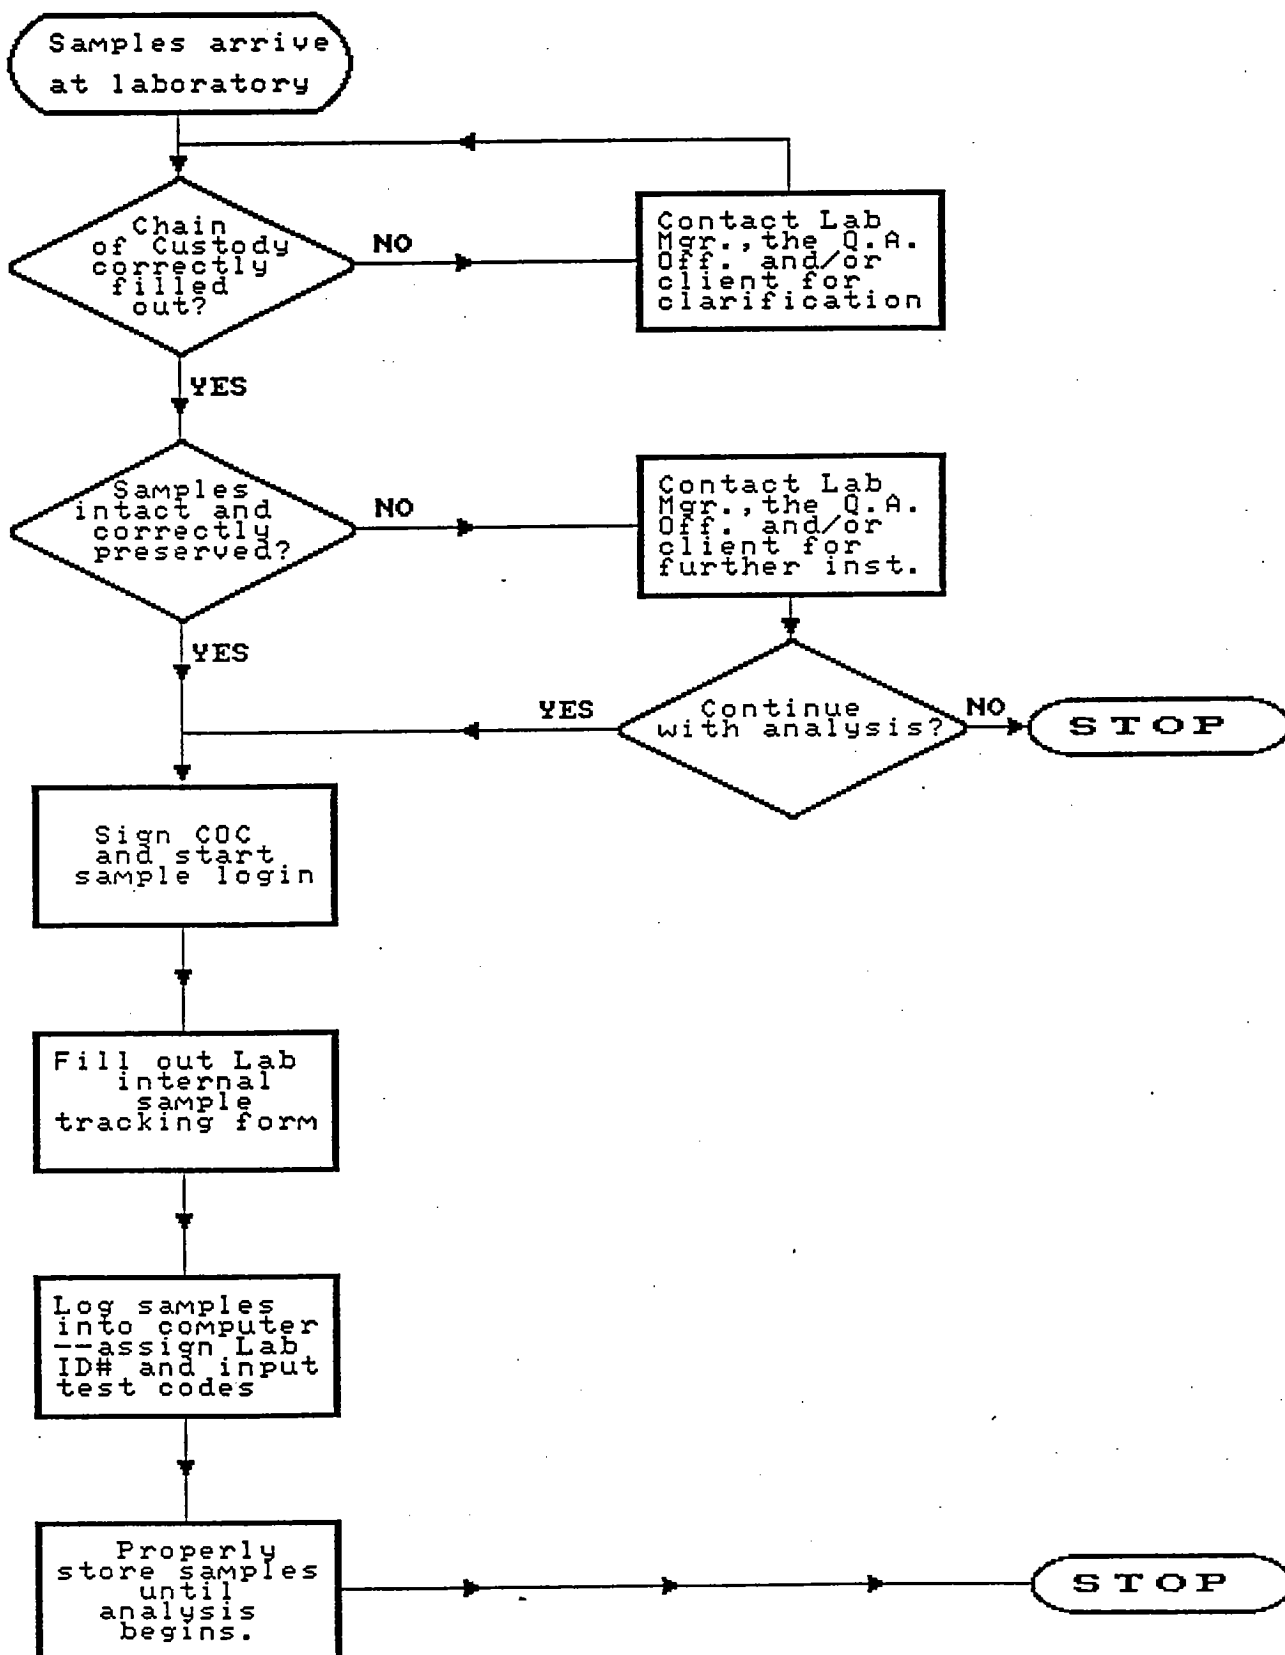 Samples arrive
at laboratory
Chain
of Custody
correctly
filled
out?
NO
Contact Lab
Mgr.,the Q.A.
Off. and/or
client for
clarification
YES
Samples
intact and
correctly
preserved?
NO
Contact Lab
Mgr.,the Q.A.
Off. and/or
client for
further inst.
YES
Continue
with analysis?
YES
NO
STOP
Sign COC
and start
sample login
Fill out Lab
internal
sample
tracking form
Log samples
into computer
--assign Lab
ID# and input
test codes
Properly
store samples
until
analysis
begins.
STOP